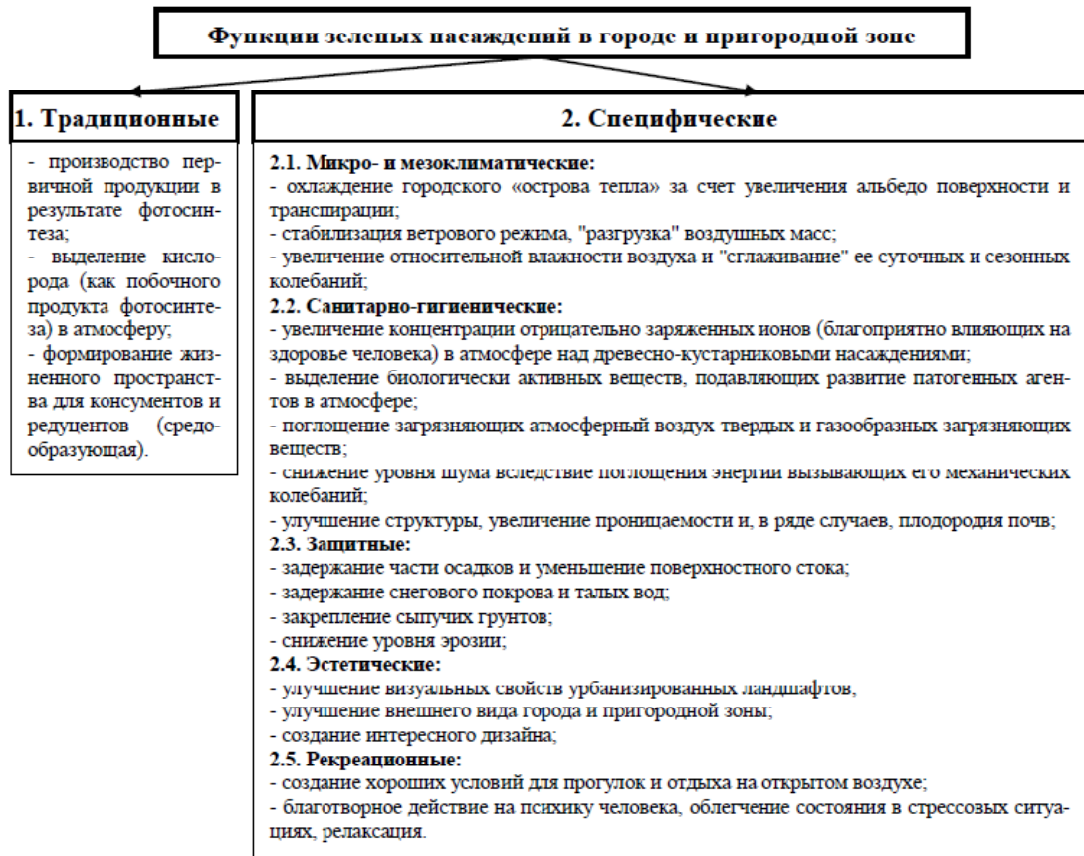 Функции зеленых насаждений в городе и пригородной зоне
1. Традиционные
- производство пер-
вичной продукции в
результате фотосин-
теза;
- выделение кисло-
рода (как побочного
продукта фотосинте-
за) в атмосферу;
- формирование жиз-
ненного пространст-
ва для консументов и
редуцентов (средо-
образующая).
2. Специфические
2.1. Микро- и мезоклиматические:
- охлаждение городского «острова тепла» за счет увеличения альбедо поверхности и
транспирации;
- стабилизация ветрового режима, "разгрузка" воздушных масс;
- увеличение относительной влажности воздуха и "сглаживание" ее суточных и сезонных
колебаний;
2.2. Санитарно-гигиенические:
- увеличение концентрации отрицательно заряженных ионов (благоприятно влияющих на
здоровье человека) в атмосфере над древесно-кустарниковыми насаждениями;
- выделение биологически активных веществ, подавляющих развитие патогенных аген-
тов в атмосфере;
- поглощение загрязняющих атмосферный воздух твердых и газообразных загрязняющих
веществ;
- снижение уровня шума вследствие поглощения энергии вызывающих его механических
колебаний;
- улучшение структуры, увеличение проницаемости и, в ряде случаев, плодородия почв;
2.3. Защитные:
- задержание части осадков и уменьшение поверхностного стока;
- задержание снегового покрова и талых вод;
- закрепление сыпучих грунтов;
- снижение уровня эрозии;
2.4. Эстетические:
- улучшение визуальных свойств урбанизированных ландшафтов,
- улучшение внешнего вида города и пригородной зоны;
- создание интересного дизайна;
2.5. Рекреационные:
- создание хороших условий для прогулок и отдыха на открытом воздухе;
- благотворное действие на психику человека, облегчение состояния в стрессовых ситуа-
циях, релаксация.